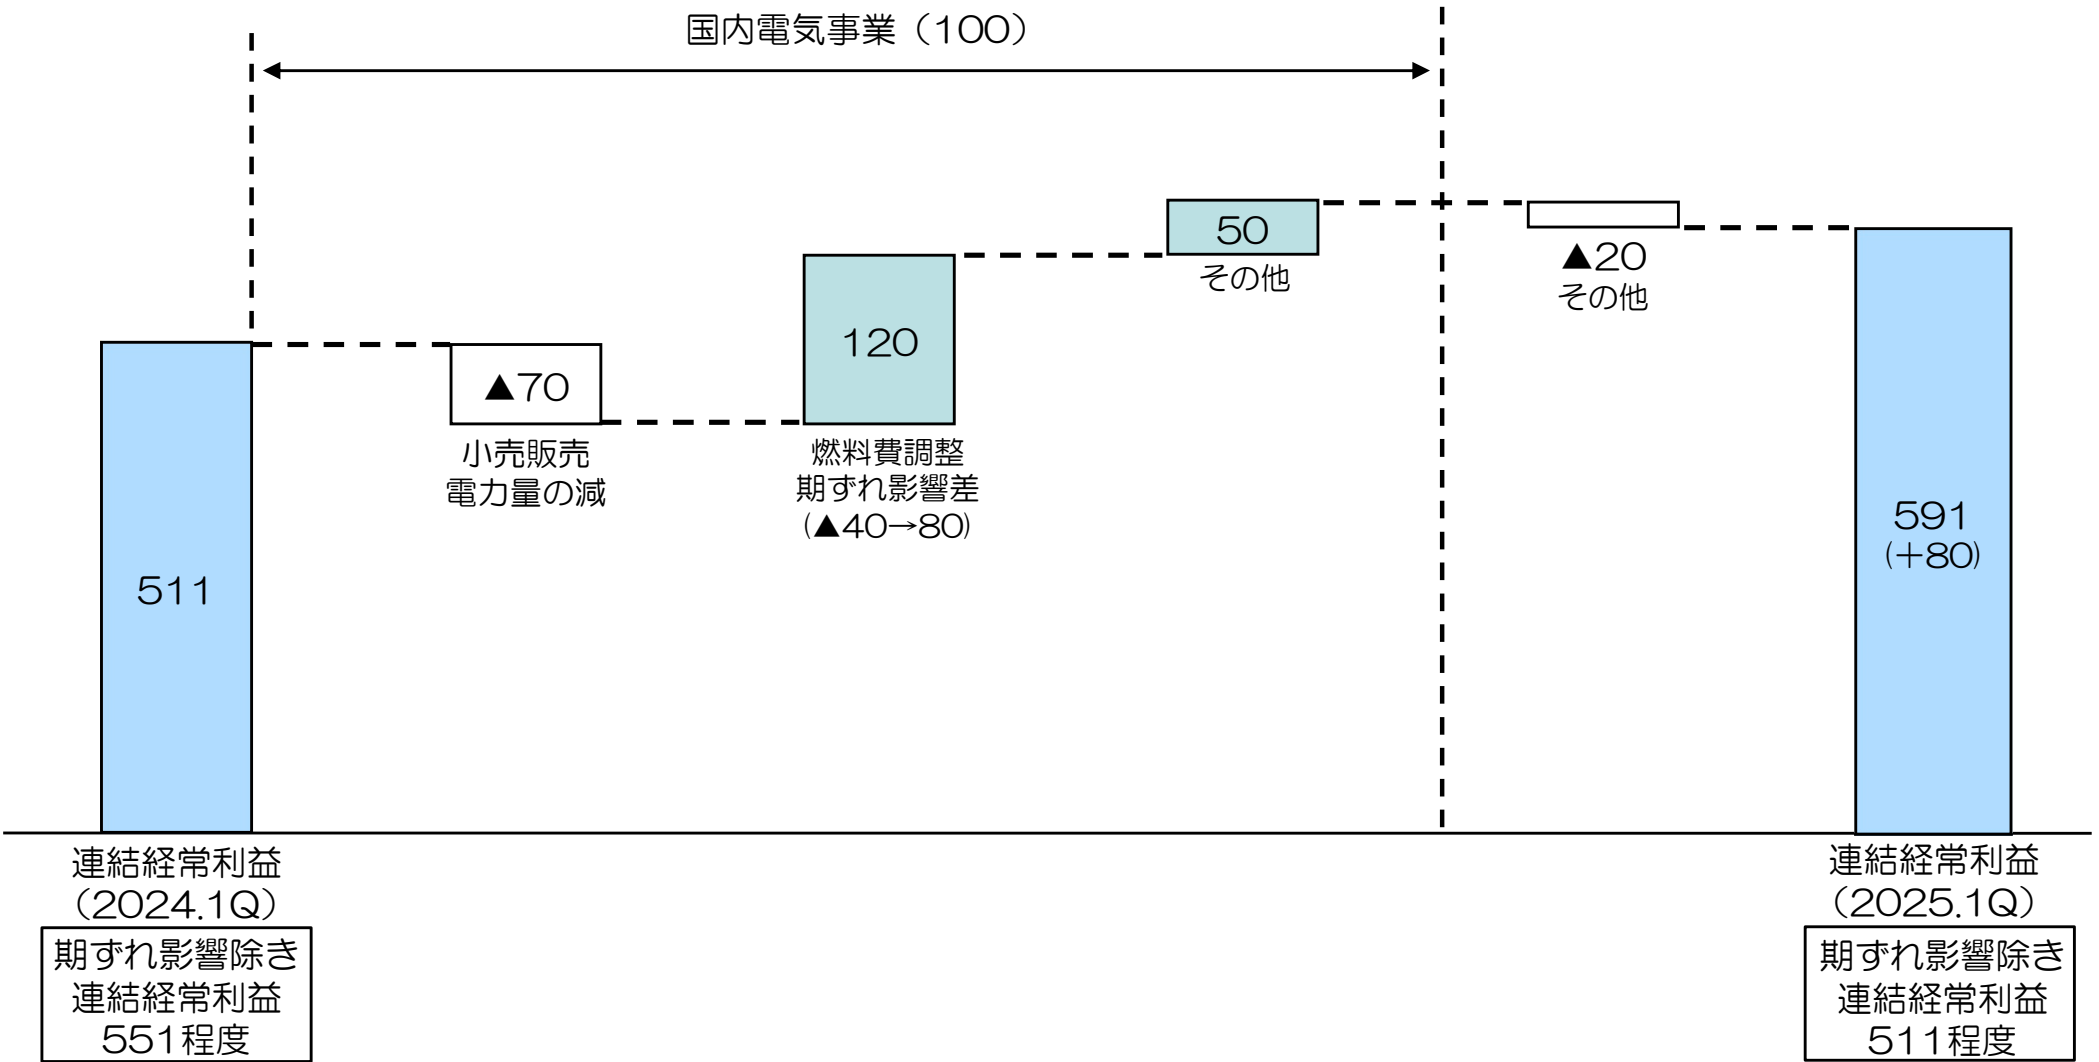 国内電気事業（100）
50
その他
▲20
その他
120
▲70
小売販売
電力量の減
燃料費調整
期ずれ影響差
(▲40→80)
511
591
(＋80)
連結経常利益
（2024.1Q）
期ずれ影響除き
連結経常利益
551程度
連結経常利益
（2025.1Q）
期ずれ影響除き
連結経常利益
511程度